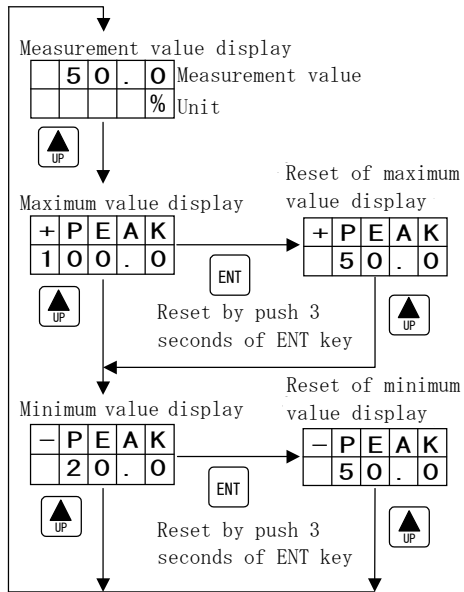 Measurement value display
50.0 Measurement value
% Unit
UP
Reset of maximum
value display
Maximum value display
+PEAK
100.0
+PEAK
50.0
ENT
UP
UP
Reset by push 3
seconds of ENT key
Reset of minimum
value display
Minimum value display
-PEAK
20.0
-PEAK
50.0
ENT
UP
UP
Reset by push 3
seconds of ENT key